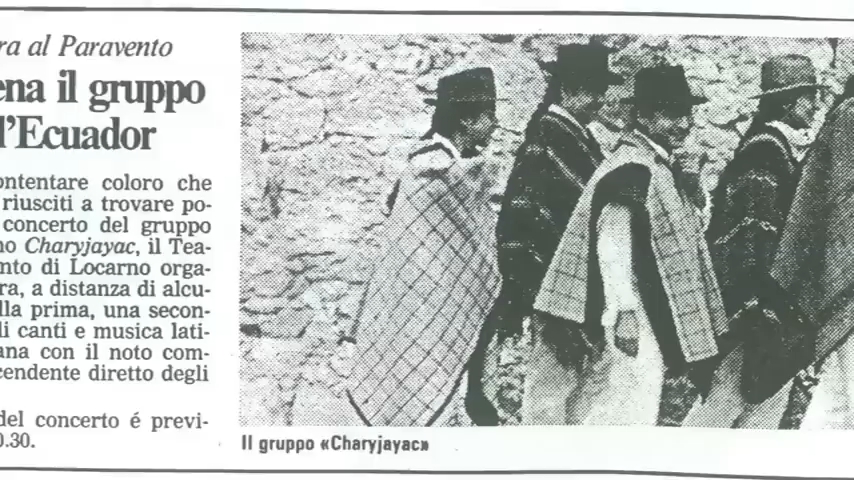 ra al Paravento
ena il gruppo
l'Ecuador
ontentare coloro che
riusciti a trovare po-
concerto del gruppo
no Charyjayac, il Tea-
nto di Locarno orga-
ra, a distanza di alcu-
lla prima, una secon-
li canti e musica lati-
ana con il noto com-
cendente diretto degli
del concerto é previ-
0.30.
Il gruppo «Charyjayac»